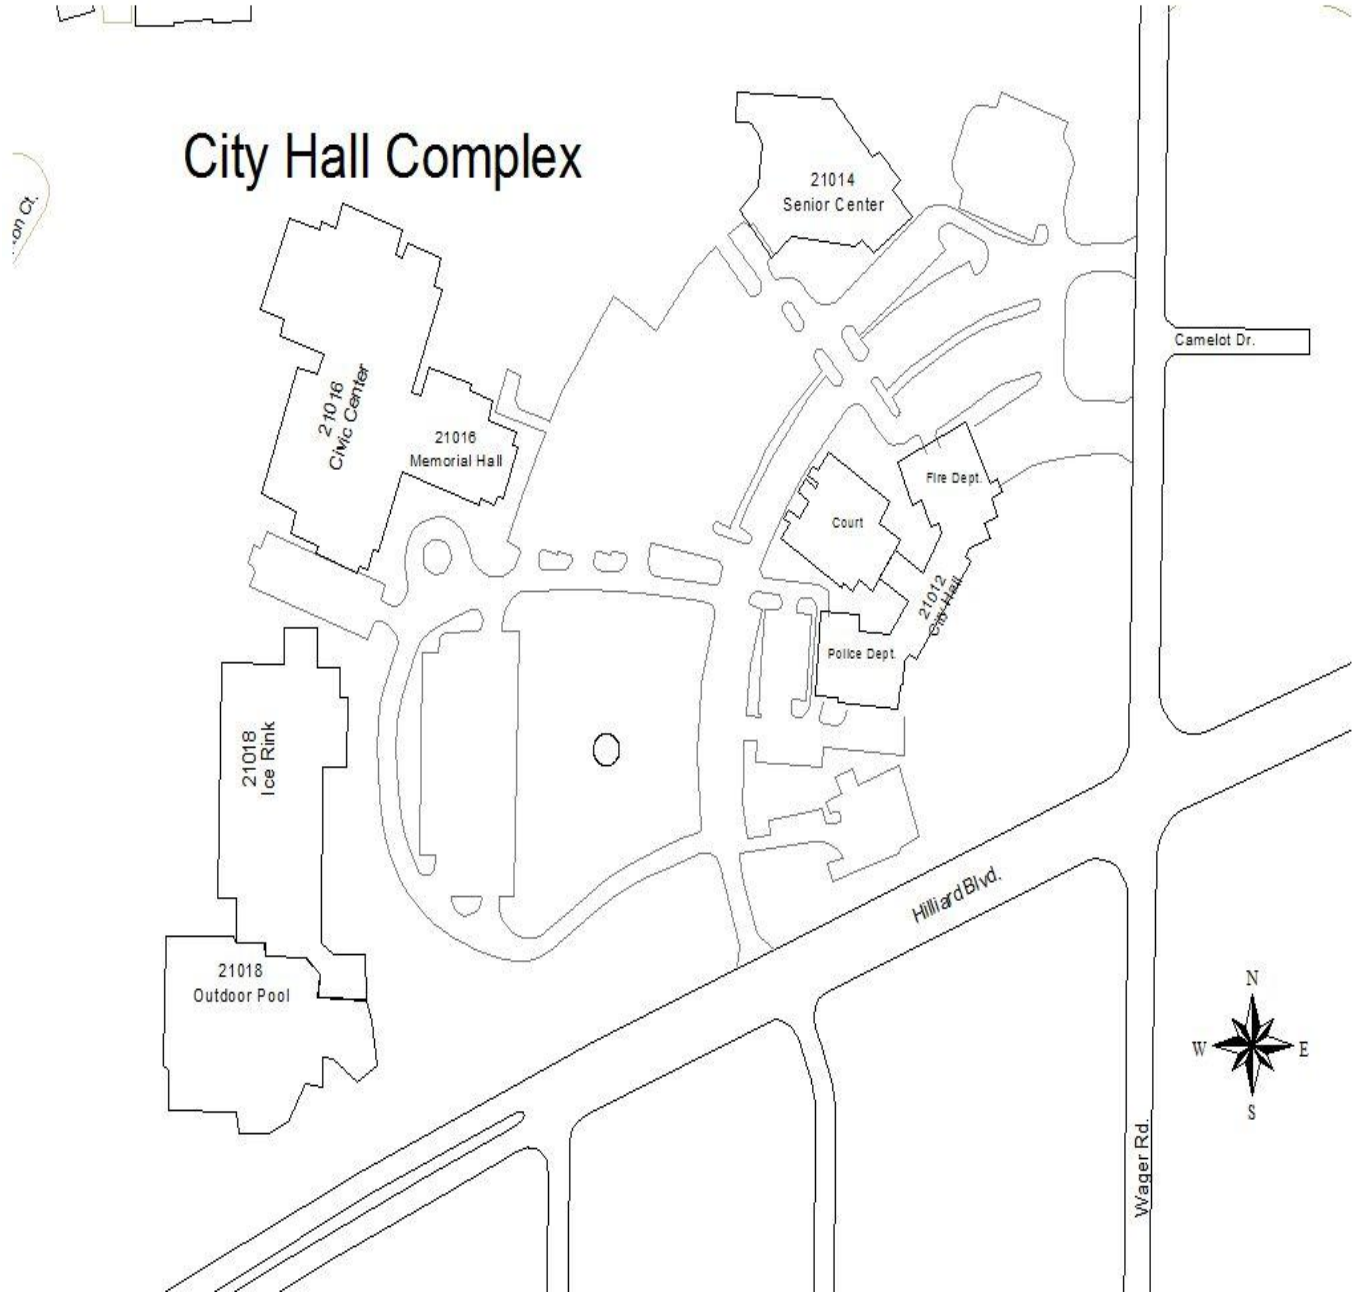 City Hall Complex
21014
Senior Center
Camelot Dr.
21016
Civic Center
21016
Memorial Hall
Fire Dept.
Court
21012
City Hall
Police Dept.
21018
Ice Rink
Hilliard Blvd.
21018
Outdoor Pool
N
W
E
S
Wager Rd.
Ct.